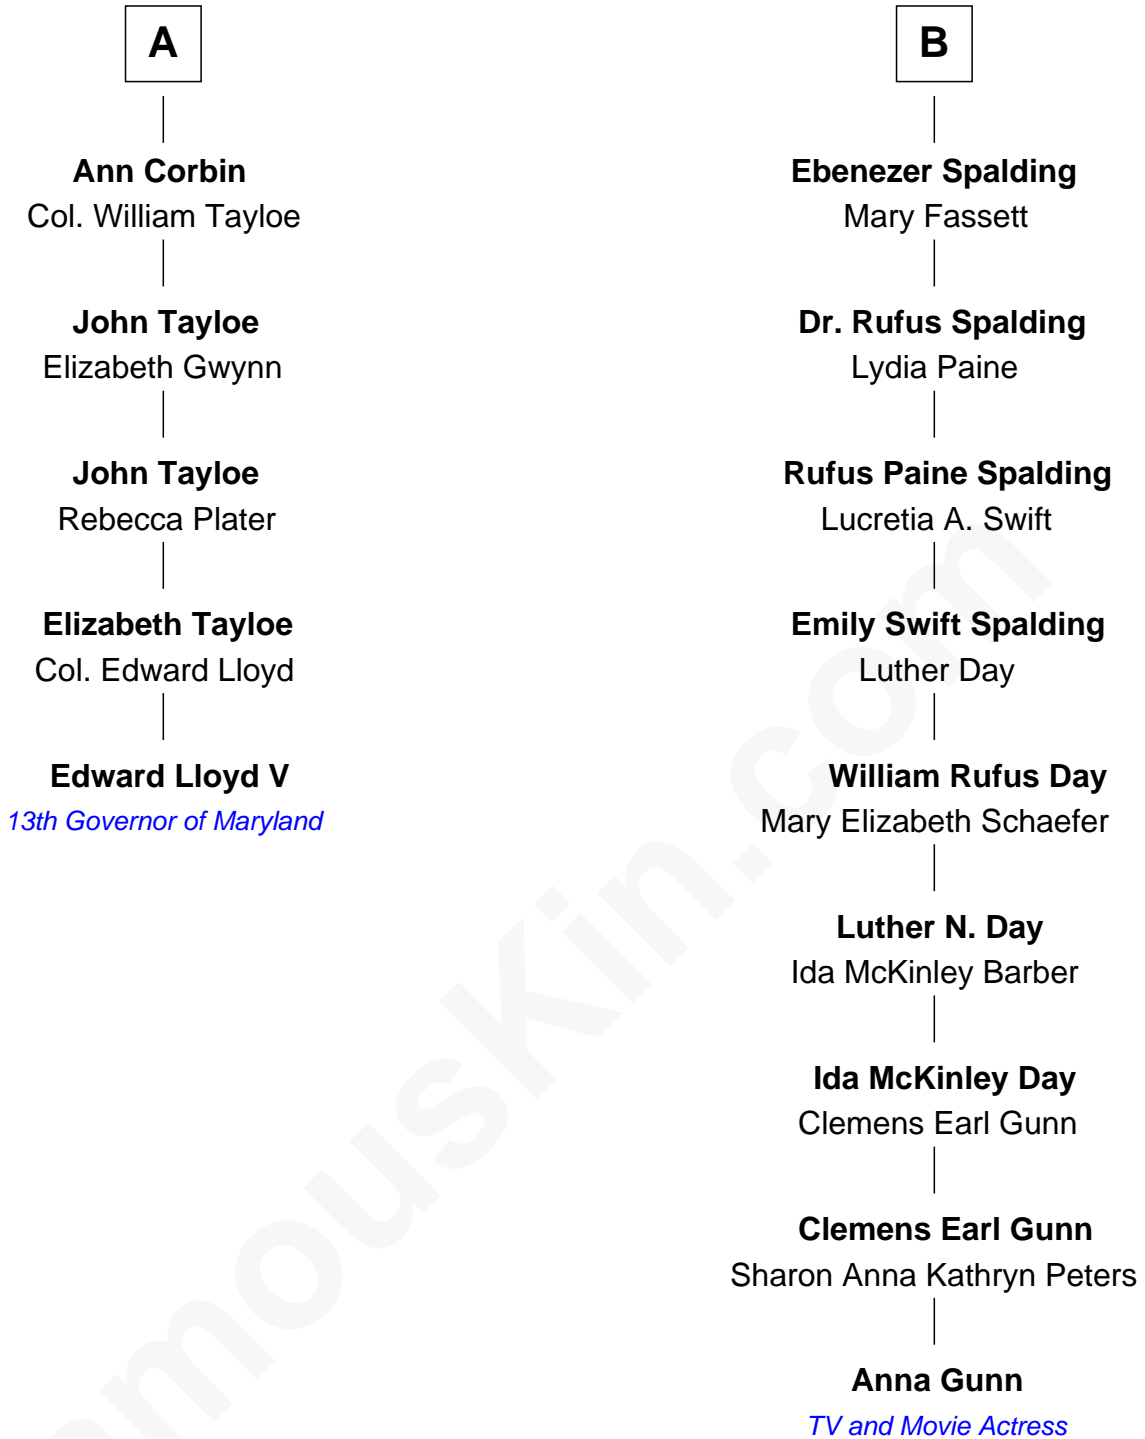 A
Ann Corbin
Col. William Tayloe
John Tayloe
Elizabeth Gwynn
John Tayloe
Rebecca Plater
Elizabeth Tayloe
Col. Edward Lloyd
Edward Lloyd V
13th Governor of Maryland
B
Ebenezer Spalding
Mary Fassett
Dr. Rufus Spalding
Lydia Paine
Rufus Paine Spalding
Lucretia A. Swift
Emily Swift Spalding
Luther Day
William Rufus Day
Mary Elizabeth Schaefer
Luther N. Day
Ida McKinley Barber
Ida McKinley Day
Clemens Earl Gunn
Clemens Earl Gunn
Sharon Anna Kathryn Peters
Anna Gunn
TV and Movie Actress
amouskin.com